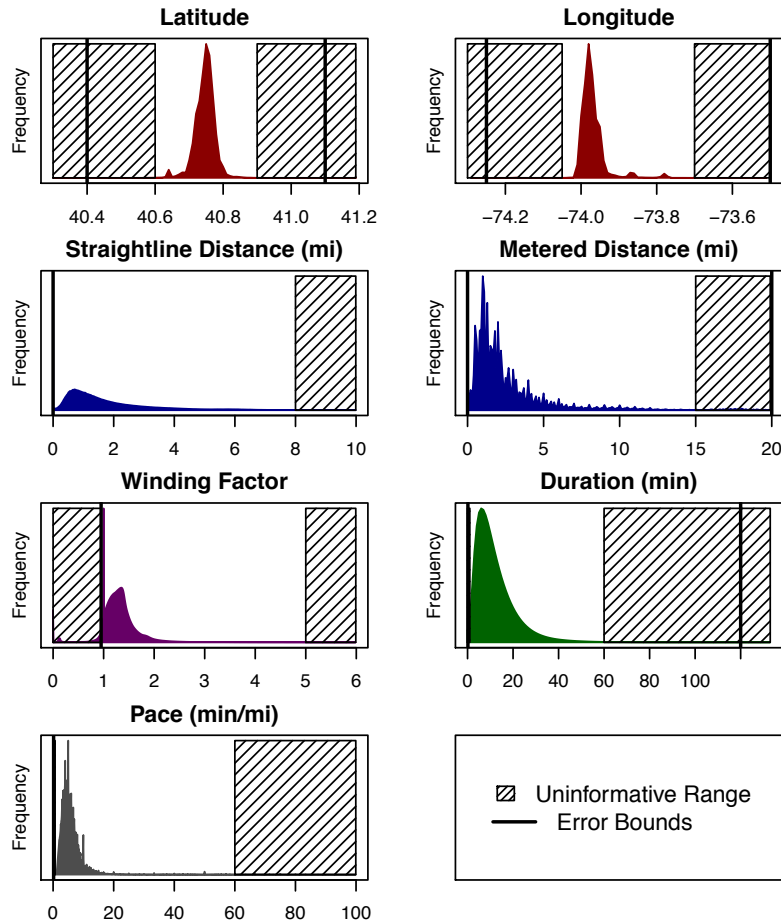 Latitude
Longitude
Frequency
Frequency
40.4 40.6 40.8 41.0 41.2
−74.2 −74.0 −73.8 −73.6
Straightline Distance (mi)
Metered Distance (mi)
Frequency
Frequency
0 2 4 6 8 10
0 5 10 15 20
Winding Factor
Duration (min)
Frequency
Frequency
0 1 2 3 4 5 6
0 20 40 60 80 100
Pace (min/mi)
Frequency
0 20 40 60 80 100
Uninformative Range
Error Bounds